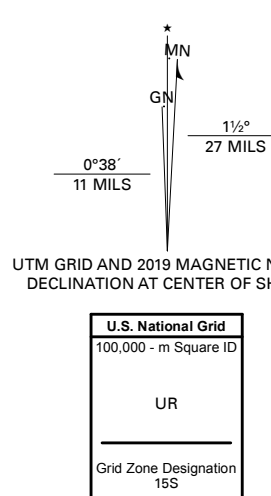 ★
MN
GN
1½°
27 MILS
0°38´
11 MILS
UTM GRID AND 2019 MAGNETIC
DECLINATION AT CENTER OF
U.S. National Grid
100,000 - m Square ID
UR
Grid Zone Designation
15S